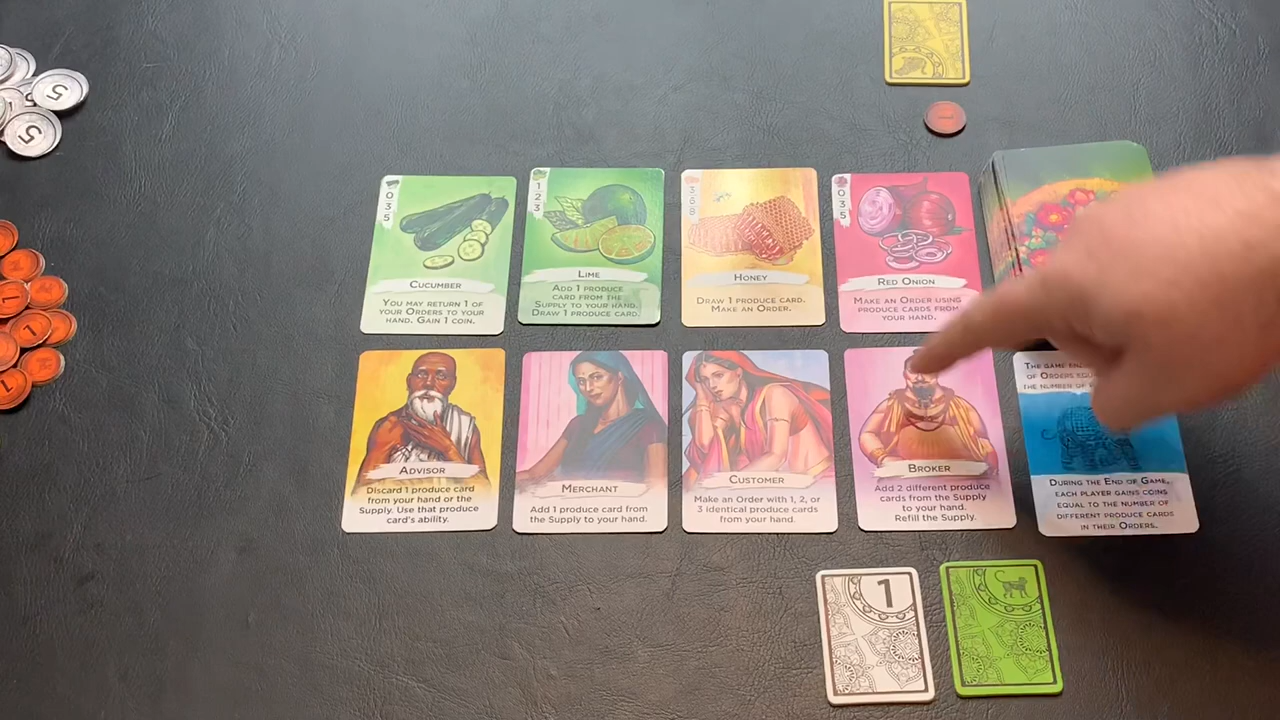 5
5
1
1
1
1
1
0
3
5
CUCUMBER
YOU MAY RETURN 1 OF
YOUR ORDERS TO YOUR
HAND. GAIN 1 COIN.
1
2
3
LIME
ADD 1 PRODUCE
CARD FROM THE
SUPPLY TO YOUR HAND.
DRAW 1 PRODUCE CARD.
3
HONEY
DRAW 1 PRODUCE CARD.
MAKE AN ORDER.
0
3
5
RED ONION
MAKE AN ORDER USING
PRODUCE CARDS FROM
YOUR HAND.
ADVISOR
Discard 1 produce card
from your hand or the
Supply. Use that produce
card's ability.
MERCHANT
Add 1 produce card from
the Supply to your hand.
CUSTOMER
Make an Order with 1, 2, or
3 identical produce cards
from your hand.
BROKER
Add 2 different produce
cards from the Supply
to your hand.
Refill the Supply.
THE GAME
OF ORDERS
THE NUMBER OF
DURING THE END OF GAME,
EACH PLAYER GAINS COINS
EQUAL TO THE NUMBER OF
DIFFERENT PRODUCE CARDS
IN THEIR ORDERS.
1